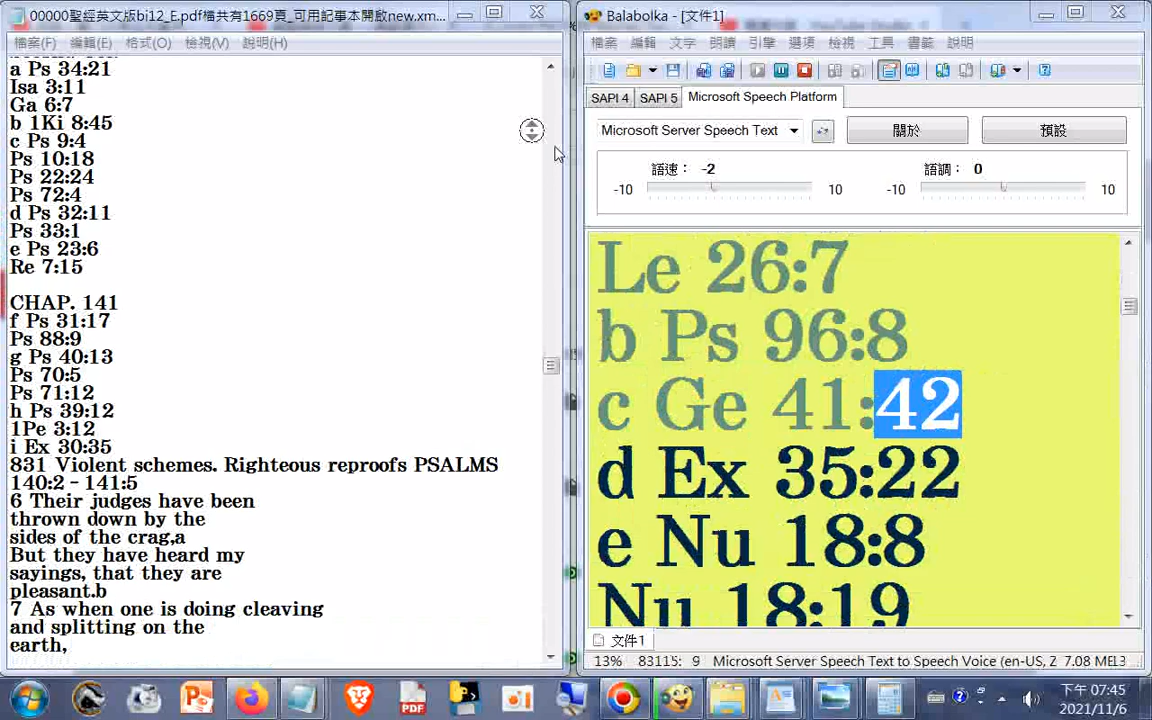 00000聖經英文版bi12_E.pdf檔共有1669頁_可用記事本開啟new.xm...
檔案(F) 編輯(E) 格式(O) 檢視(V) 說明(H)
a Ps 34:21
Isa 3:11
Ga 6:7
b 1Ki 8:45
c Ps 9:4
Ps 10:18
Ps 22:24
Ps 72:4
d Ps 32:11
Ps 33:1
e Ps 23:6
Re 7:15
CHAP. 141
f Ps 31:17
Ps 88:9
g Ps 40:13
Ps 70:5
Ps 71:12
h Ps 39:12
1Pe 3:12
i Ex 30:35
831 Violent schemes. Righteous reproofs PSALMS
140:2 - 141:5
6 Their judges have been
thrown down by the
sides of the crag,a
But they have heard my
sayings, that they are
pleasant.b
7 As when one is doing cleaving
and splitting on the
earth,
Balabolka - [文件1]
檔案 編輯 文字 朗讀 引擎 選項 檢視 工具 書籤 說明
SAPI 4 SAPI 5 Microsoft Speech Platform
Microsoft Server Speech Text 關於 預設
語速： -2 語調： 0
-10 10 -10 10
Le 26:7
b Ps 96:8
c Ge 41:42
d Ex 35:22
e Nu 18:8
Nu 18:19
文件1
13% 83115: 9 Microsoft Server Speech Text to Speech Voice (en-US, Z 7.08 ME13
PDF
下午 07:45
2021/11/6